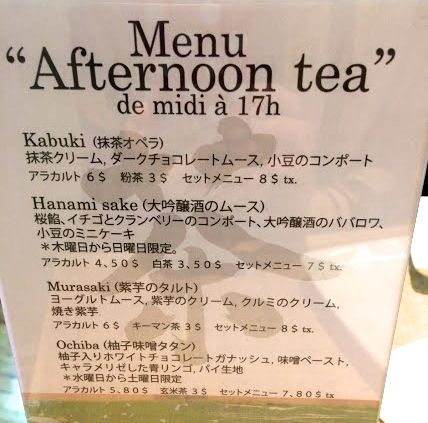 Menu
“Afternoon tea”
de midi à 17h
Kabuki (抹茶オペラ)
抹茶クリーム, ダークチョコレートムース, 小豆のコンポート
アラカルト 6 $ 粉茶 3 $ セットメニュー 8 $ tx.
Hanami sake (大吟醸酒のムース)
桜餡、イチゴとクランベリーのコンポート、大吟醸酒のババロワ、
小豆のミニケーキ
＊木曜日から日曜日限定。
アラカルト 4, 5 0 $ 白茶 3, 5 0 $ セットメニュー 7 $ tx.
Murasaki (紫芋のタルト)
ヨーグルトムース, 紫芋のクリーム, クルミのクリーム,
焼き紫芋.
アラカルト 6 $ キーマン茶 3 $ セットメニュー 8 $ tx.
Ochiba (柚子味噌タタン)
柚子入りホワイトチョコレートガナッシュ, 味噌ペースト,
キャラメリゼした青リンゴ, パイ生地
＊水曜日から土曜日限定
アラカルト 5, 8 0 $ 玄米茶 3 $ セットメニュー 7, 8 0 $ tx